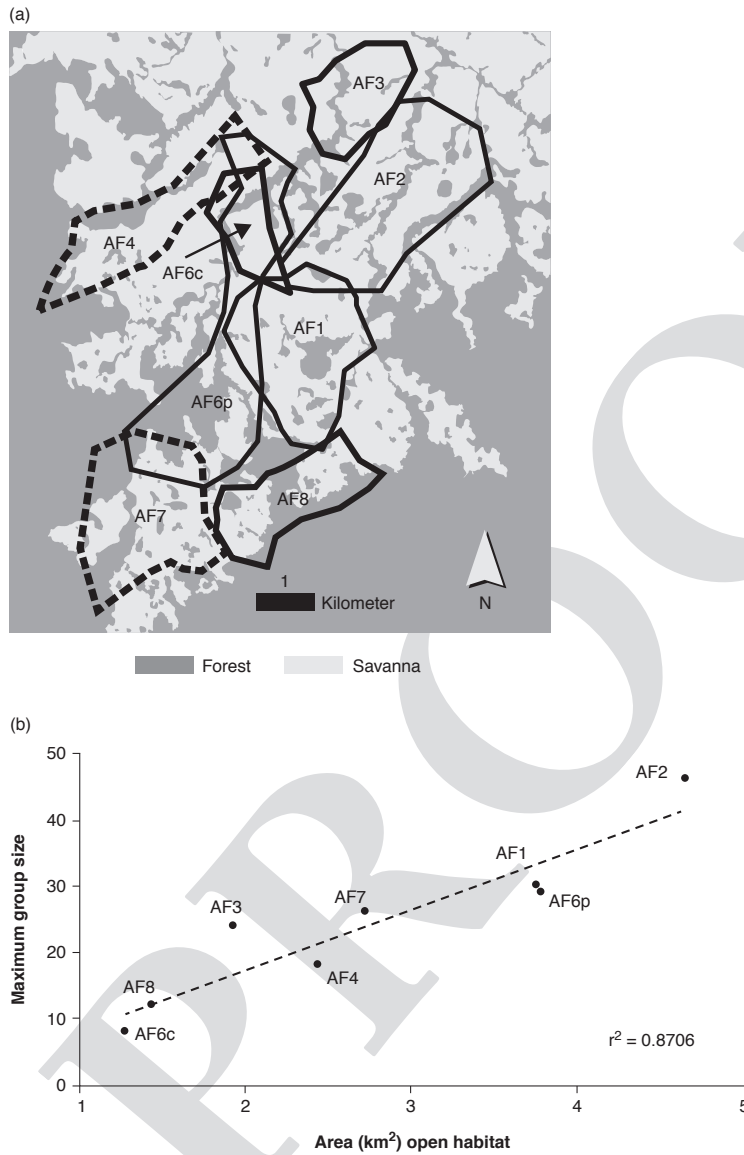 (a)
AF3
AF2
AF4
AF6c
AF1
AF6p
AF8
AF7
1
Kilometer
N
Forest
Savanna
(b)
50
40
30
20
10
0
Maximum group size
AF2
AF1
AF6p
AF3
AF7
AF4
AF8
AF6c
r² = 0.8706
1 2 3 4 5
Area (km²) open habitat
PROO